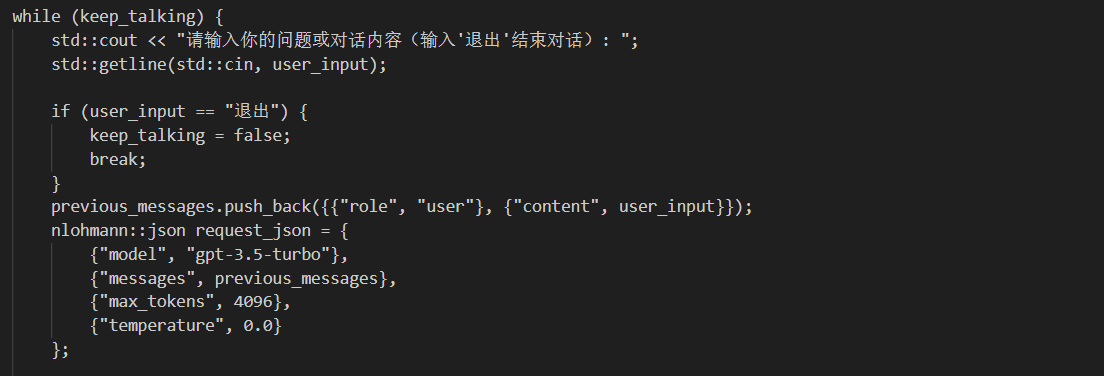 while (keep_talking) {
    std::cout << "请输入你的问题或对话内容（输入'退出'结束对话）: ";
    std::getline(std::cin, user_input);

    if (user_input == "退出") {
        keep_talking = false;
        break;
    }
    previous_messages.push_back({{"role", "user"}, {"content", user_input}});
    nlohmann::json request_json = {
        {"model", "gpt-3.5-turbo"},
        {"messages", previous_messages},
        {"max_tokens", 4096},
        {"temperature", 0.0}
    };